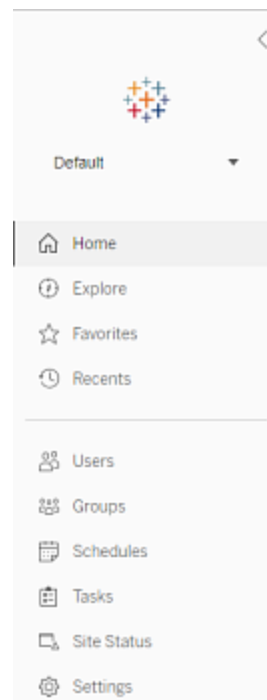 Default
Home
Explore
Favorites
Recents
Users
Groups
Schedules
Tasks
Site Status
Settings